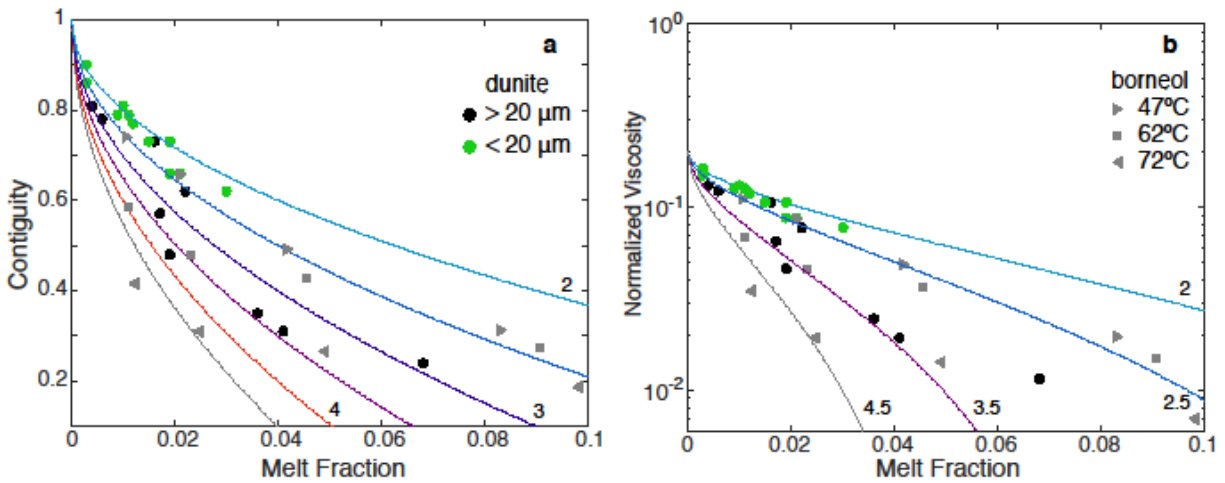 1
0.8
0.6
0.4
0.2
Contiguity
0
0.02
0.04
0.06
0.08
0.1
Melt Fraction
a
dunite
> 20 µm
< 20 µm
2
3
4
10⁰
10⁻¹
10⁻²
Normalized Viscosity
0
0.02
0.04
0.06
0.08
0.1
Melt Fraction
b
borneol
47ºC
62ºC
72ºC
2
2.5
3.5
4.5